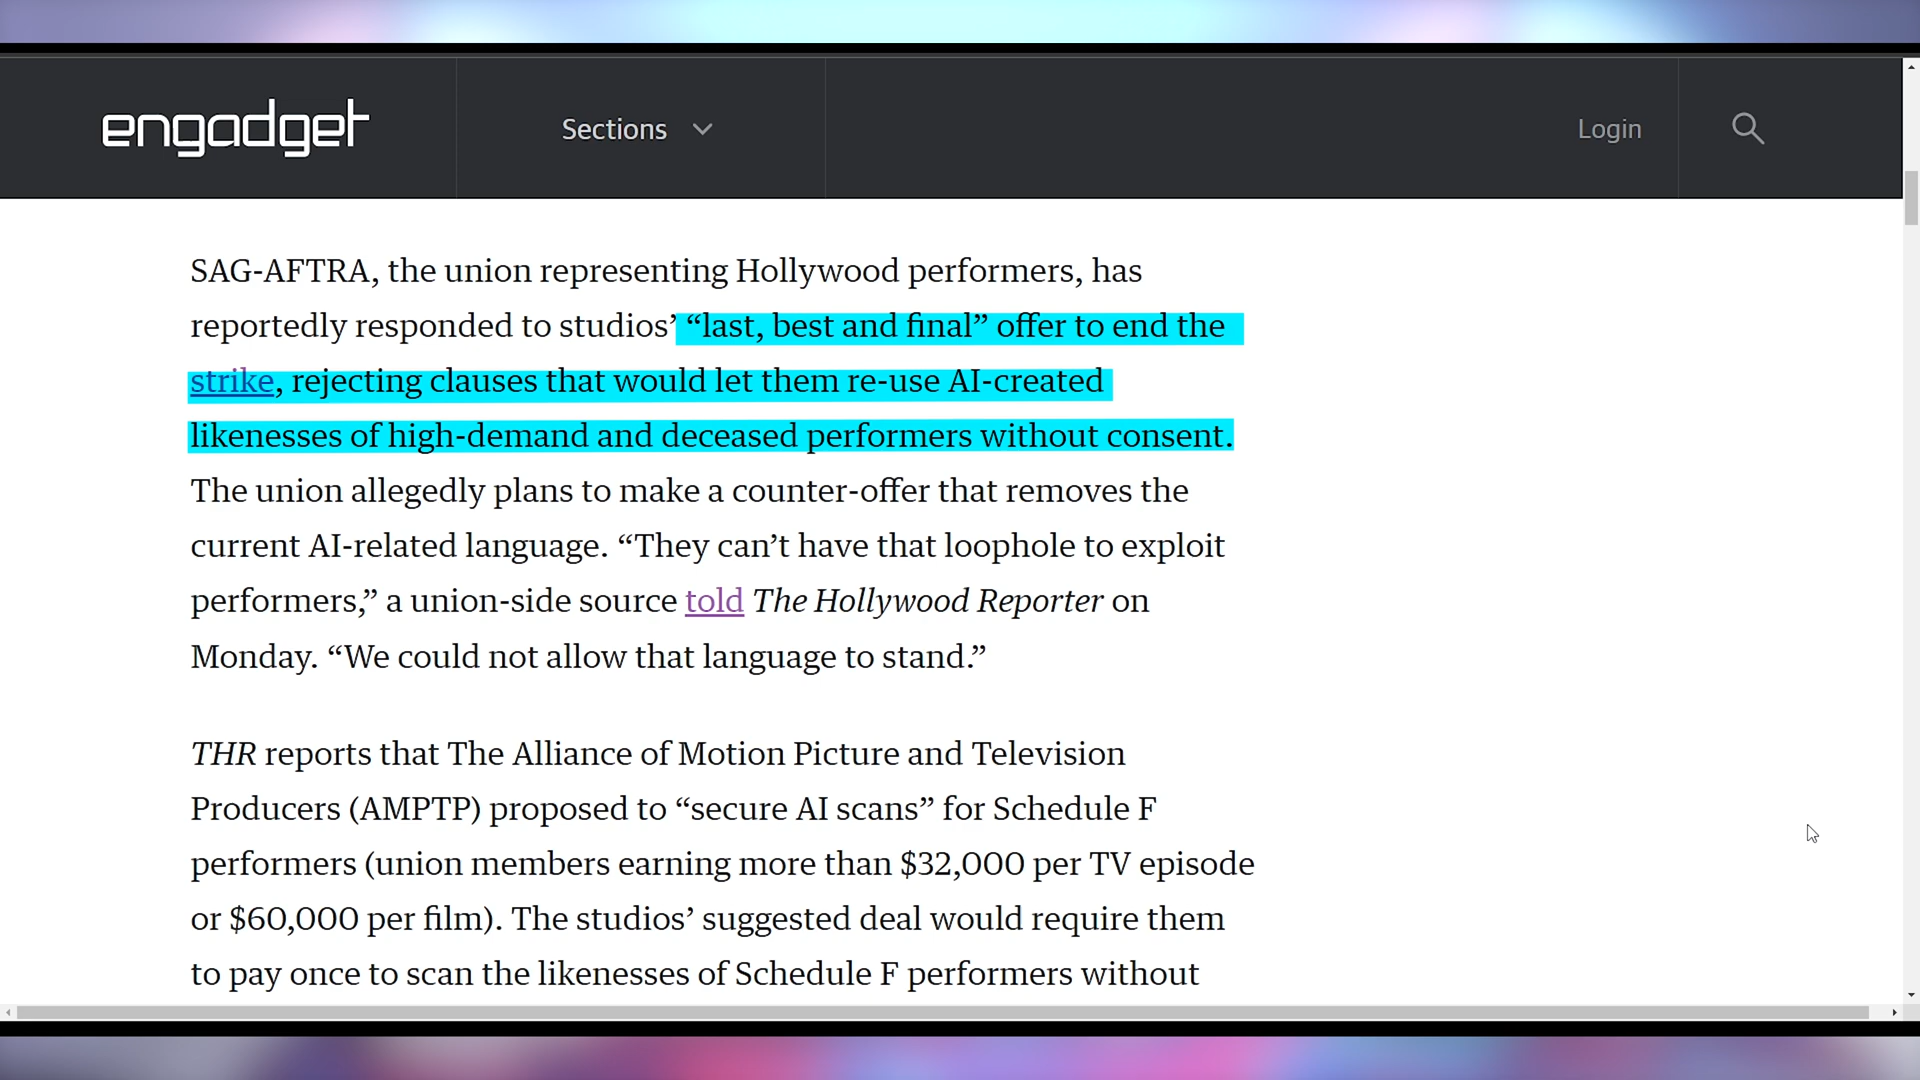 engadget
Sections
Login
SAG-AFTRA, the union representing Hollywood performers, has
reportedly responded to studios’ “last, best and final” offer to end the
strike, rejecting clauses that would let them re-use AI-created
likenesses of high-demand and deceased performers without consent.
The union allegedly plans to make a counter-offer that removes the
current AI-related language. “They can’t have that loophole to exploit
performers,” a union-side source told The Hollywood Reporter on
Monday. “We could not allow that language to stand.”
THR reports that The Alliance of Motion Picture and Television
Producers (AMPTP) proposed to “secure AI scans” for Schedule F
performers (union members earning more than $32,000 per TV episode
or $60,000 per film). The studios’ suggested deal would require them
to pay once to scan the likenesses of Schedule F performers without